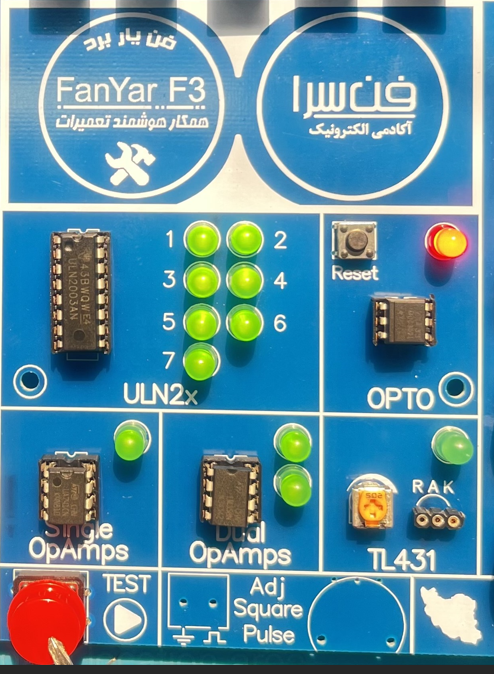 فن یار برد
FanYar F3
همکار هوشمند تعمیرات
فن‌سرا
آکادمی الکترونیک
43BWQWE4
ULN2003AN
1
2
3
4
5
6
7
ULN2x
Reset
OPTO
Single
OpAmps
Dual
OpAmps
R A K
TL431
TEST
Adj
Square
Pulse